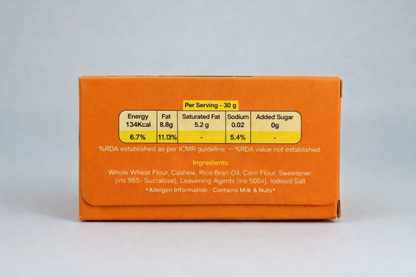 Per Serving - 30 g
Energy Fat Saturated Fat Sodium Added Sugar
134Kcal 8.8g 5.2 g 0.02 0g
6.7% 11.13% - 5.4% -
%RDA established as per ICMR guideline. ~%RDA value not established.
Ingredients
Whole Wheat Flour, Cashew, Rice Bran Oil, Corn Flour, Sweetener
(ins 955- Sucralose), Leavening Agents (ins 500ii), Iodised Salt
*Allergen Information : Contains Milk & Nuts*